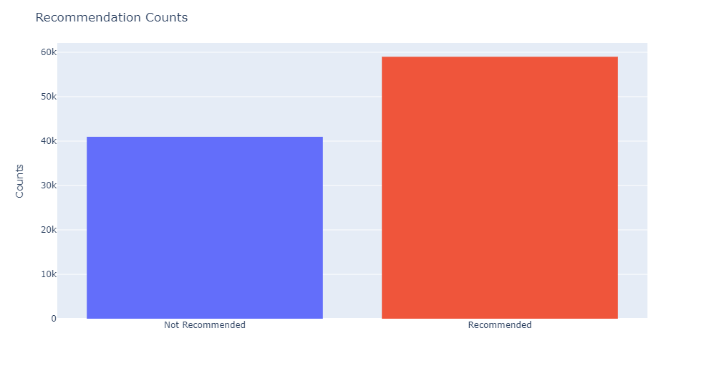 Recommendation Counts
Counts
60k
50k
40k
30k
20k
10k
0
Not Recommended
Recommended